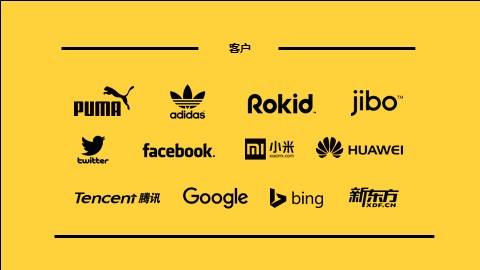 客户
PUMA
adidas
Rokid™
jibo™
twitter
facebook.
mi 小米
xiaomi.com
HUAWEI
Tencent 腾讯
Google
bing
新东方
XDF.CN